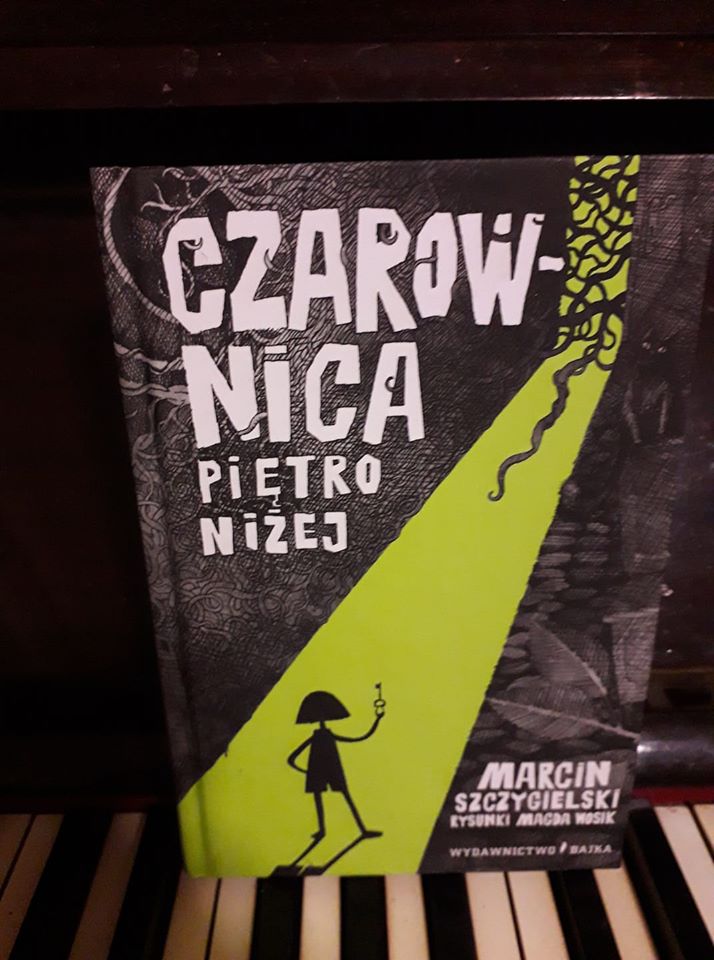 CZAROW-
NICA
PIĘTRO
NIŻEJ
MARCIN
SZCZYGIELSKI
RYSUNKI MAGDA WOSIK
WYDAWNICTWO BAJKA